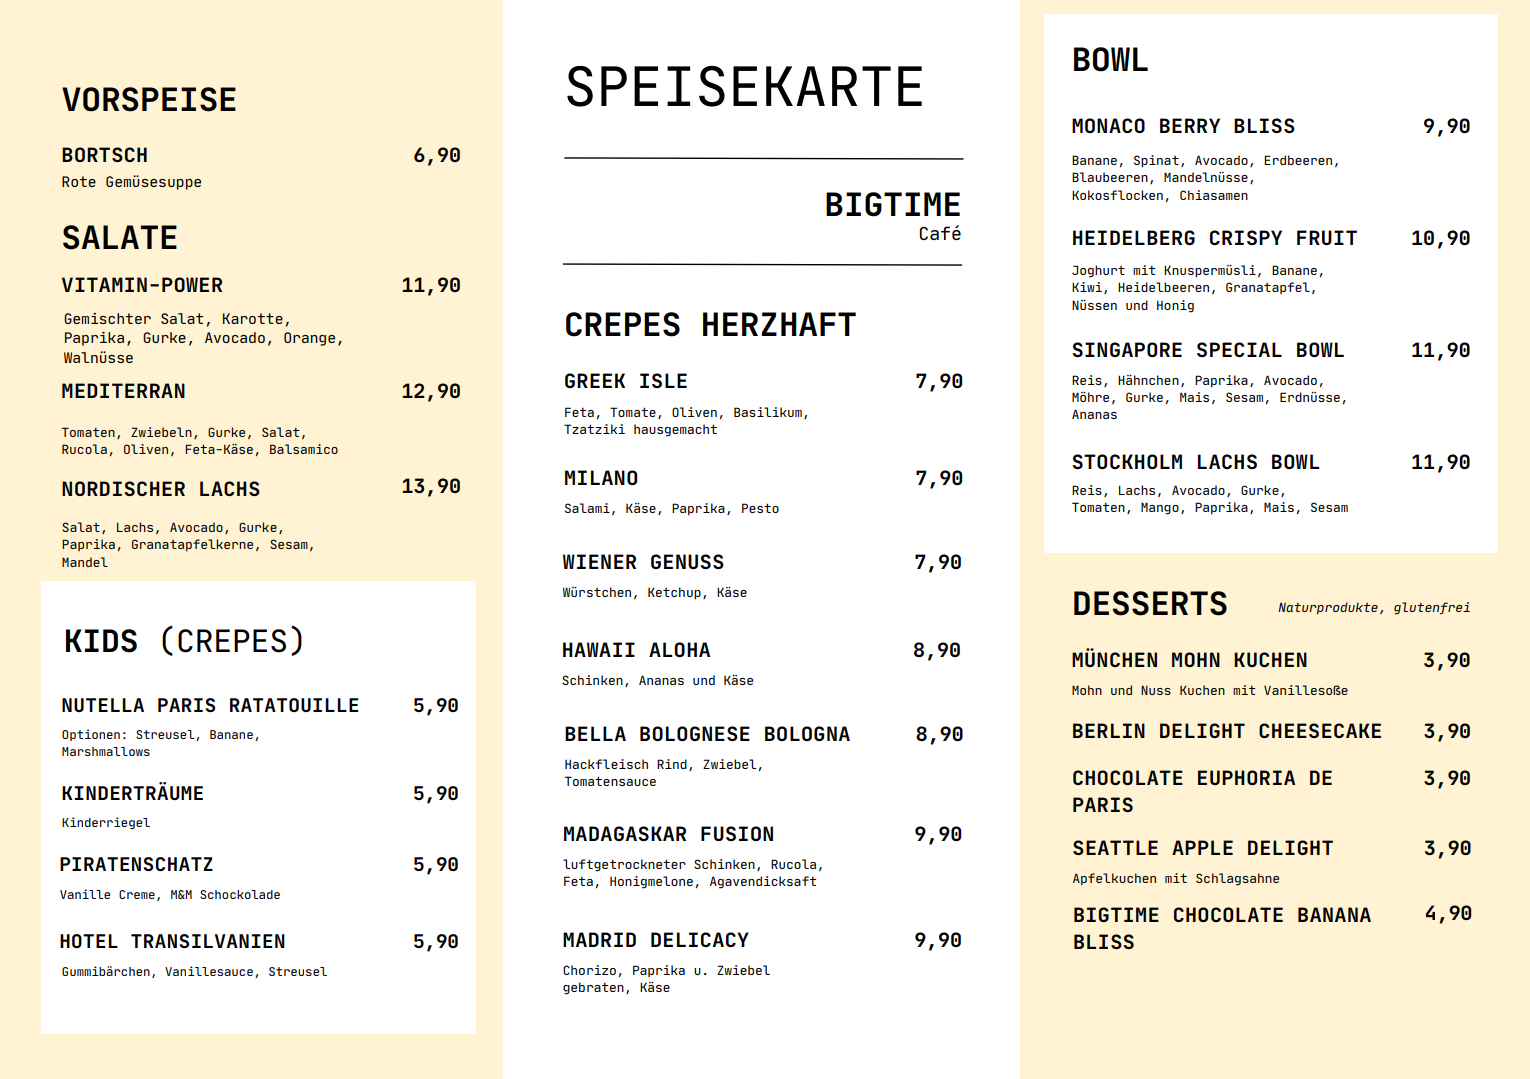 VORSPEISE
BORTSCH 6,90
Rote Gemüsesuppe
SALATE
VITAMIN-POWER 11,90
Gemischter Salat, Karotte,
Paprika, Gurke, Avocado, Orange,
Walnüsse
MEDITERRAN 12,90
Tomaten, Zwiebeln, Gurke, Salat,
Rucola, Oliven, Feta-Käse, Balsamico
NORDISCHER LACHS 13,90
Salat, Lachs, Avocado, Gurke,
Paprika, Granatapfelkerne, Sesam,
Mandel
KIDS (CREPES)
NUTELLA PARIS RATATOUILLE 5,90
Optionen: Streusel, Banane,
Marshmallows
KINDERTRÄUME 5,90
Kinderriegel
PIRATENSCHATZ 5,90
Vanille Creme, M&M Schockolade
HOTEL TRANSILVANIEN 5,90
Gummibärchen, Vanillesauce, Streusel
SPEISEKARTE
BIGTIME
Café
CREPES HERZHAFT
GREEK ISLE 7,90
Feta, Tomate, Oliven, Basilikum,
Tzatziki hausgemacht
MILANO 7,90
Salami, Käse, Paprika, Pesto
WIENER GENUSS 7,90
Würstchen, Ketchup, Käse
HAWAII ALOHA 8,90
Schinken, Ananas und Käse
BELLA BOLOGNESE BOLOGNA 8,90
Hackfleisch Rind, Zwiebel,
Tomatensauce
MADAGASKAR FUSION 9,90
luftgetrockneter Schinken, Rucola,
Feta, Honigmelone, Agavendicksaft
MADRID DELICACY 9,90
Chorizo, Paprika u. Zwiebel
gebraten, Käse
BOWL
MONACO BERRY BLISS 9,90
Banane, Spinat, Avocado, Erdbeeren,
Blaubeeren, Mandelnüsse,
Kokosflocken, Chiasamen
HEIDELBERG CRISPY FRUIT 10,90
Joghurt mit Knuspermüsli, Banane,
Kiwi, Heidelbeeren, Granatapfel,
Nüssen und Honig
SINGAPORE SPECIAL BOWL 11,90
Reis, Hähnchen, Paprika, Avocado,
Möhre, Gurke, Mais, Sesam, Erdnüsse,
Ananas
STOCKHOLM LACHS BOWL 11,90
Reis, Lachs, Avocado, Gurke,
Tomaten, Mango, Paprika, Mais, Sesam
DESSERTS Naturprodukte, glutenfrei
MÜNCHEN MOHN KUCHEN 3,90
Mohn und Nuss Kuchen mit Vanillesoße
BERLIN DELIGHT CHEESECAKE 3,90
CHOCOLATE EUPHORIA DE 3,90
PARIS
SEATTLE APPLE DELIGHT 3,90
Apfelkuchen mit Schlagsahne
BIGTIME CHOCOLATE BANANA 4,90
BLISS